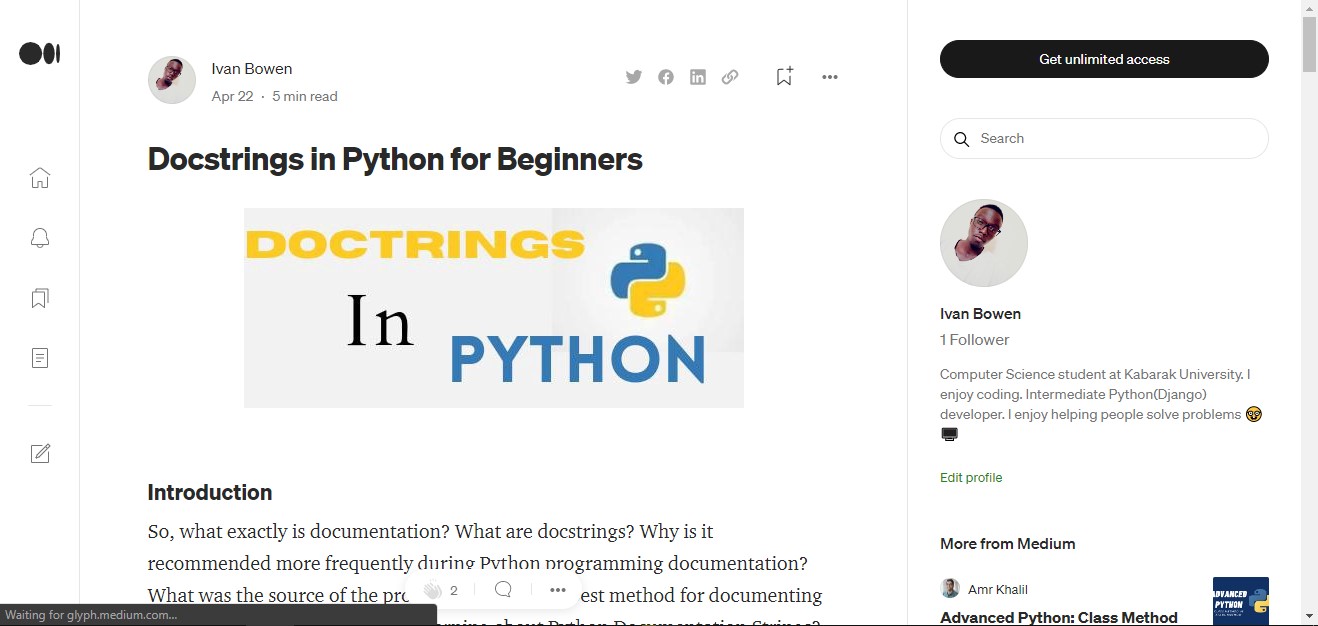 Ivan Bowen
Apr 22 · 5 min read
Docstrings in Python for Beginners
DOCTRINGS
In
PYTHON
Introduction
So, what exactly is documentation? What are docstrings? Why is it
recommended more frequently during Python programming documentation?
What was the source of the
est method for documenting
about Python Documentation Strings?
2
Waiting for glyph.medium.com...
Get unlimited access
Search
Ivan Bowen
1 Follower
Computer Science student at Kabarak University. I
enjoy coding. Intermediate Python(Django)
developer. I enjoy helping people solve problems 🤓
🖥️
Edit profile
More from Medium
Amr Khalil
Advanced Python: Class Method
ADVANCED
PYTHON